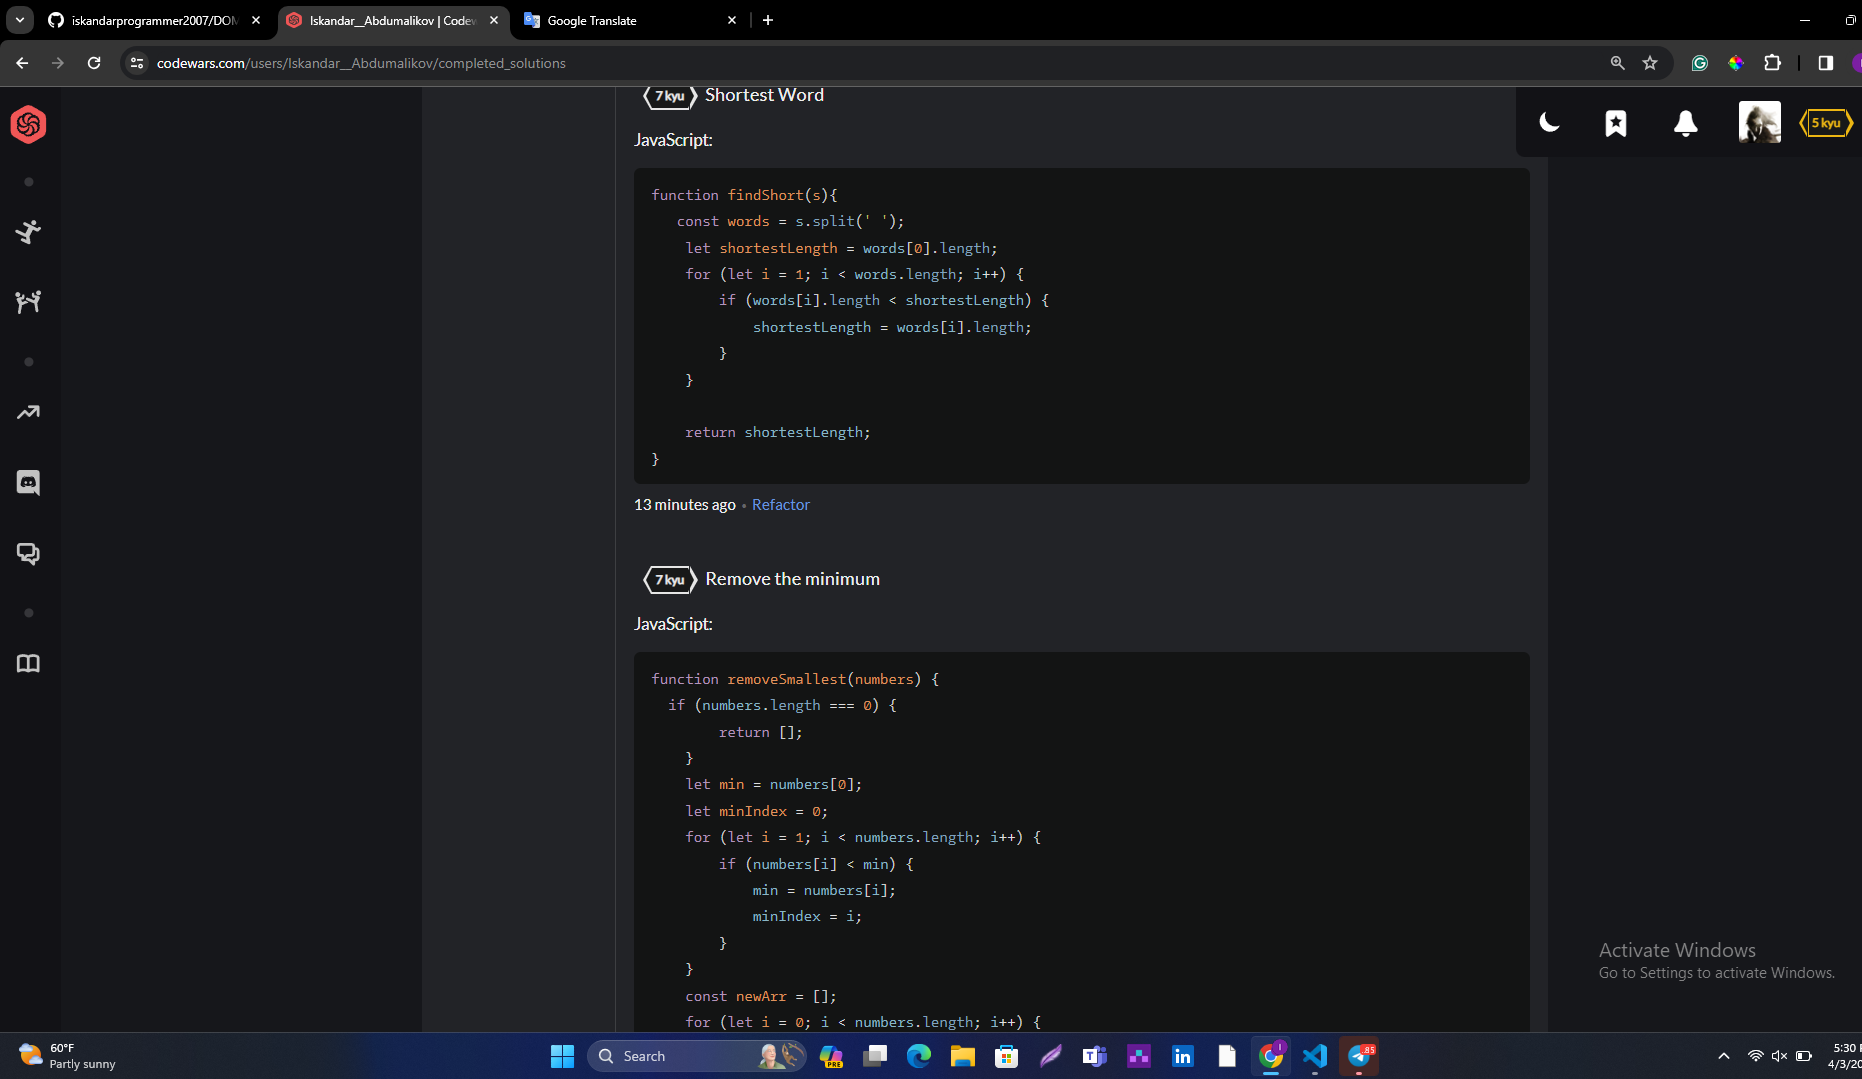 iskandarprogrammer2007/DOM
Iskandar__Abdumalikov | Codew
Google Translate
codewars.com/users/Iskandar__Abdumalikov/completed_solutions
7 kyu Shortest Word
5 kyu
JavaScript:
function findShort(s){
   const words = s.split(' ');
    let shortestLength = words[0].length;
    for (let i = 1; i < words.length; i++) {
        if (words[i].length < shortestLength) {
            shortestLength = words[i].length;
        }
    }
    return shortestLength;
}
13 minutes ago • Refactor
7 kyu Remove the minimum
JavaScript:
function removeSmallest(numbers) {
  if (numbers.length === 0) {
        return [];
    }
    let min = numbers[0];
    let minIndex = 0;
    for (let i = 1; i < numbers.length; i++) {
        if (numbers[i] < min) {
            min = numbers[i];
            minIndex = i;
        }
    }
    const newArr = [];
    for (let i = 0; i < numbers.length; i++) {
Activate Windows
Go to Settings to activate Windows.
60°F
Partly sunny
Search
PRE
85
5:30
4/3/20